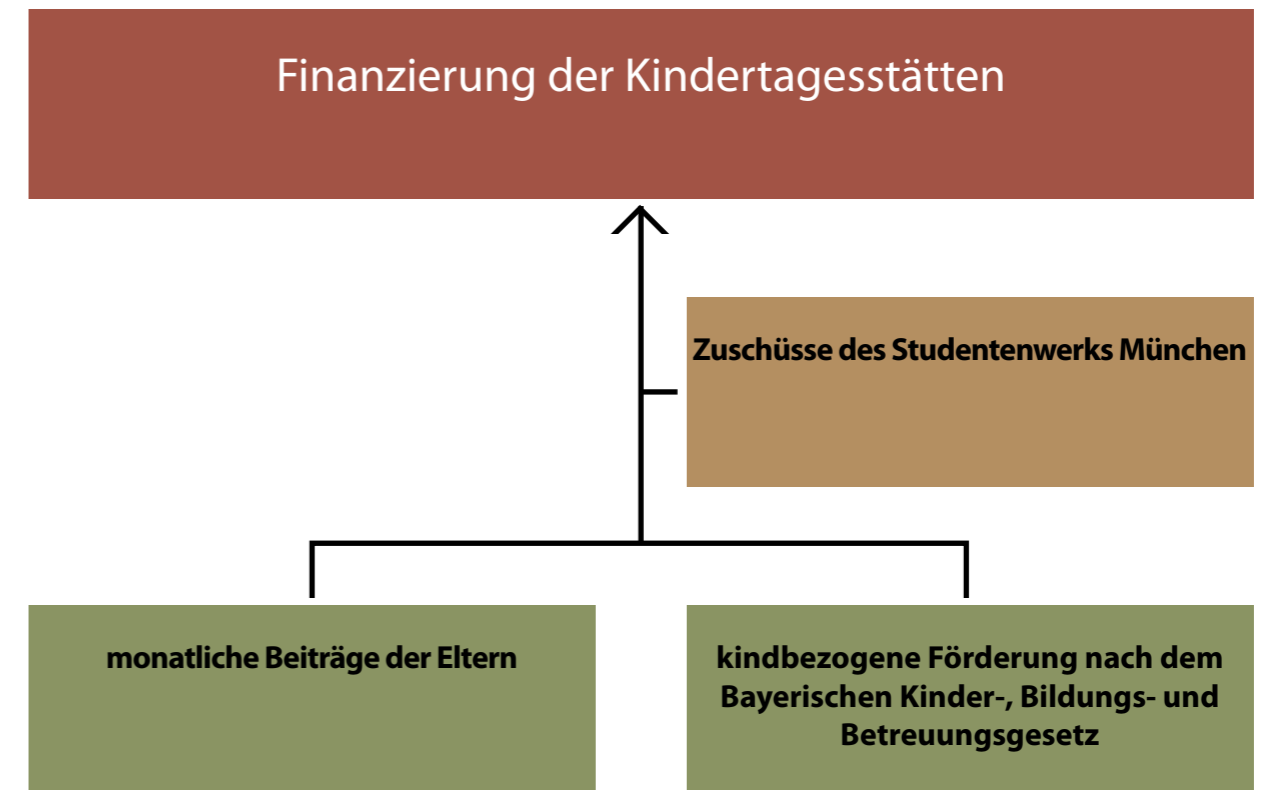 Finanzierung der Kindertagesstätten
Zuschüsse des Studentenwerks München
monatliche Beiträge der Eltern
kindbezogene Förderung nach dem
Bayerischen Kinder-, Bildungs- und
Betreuungsgesetz